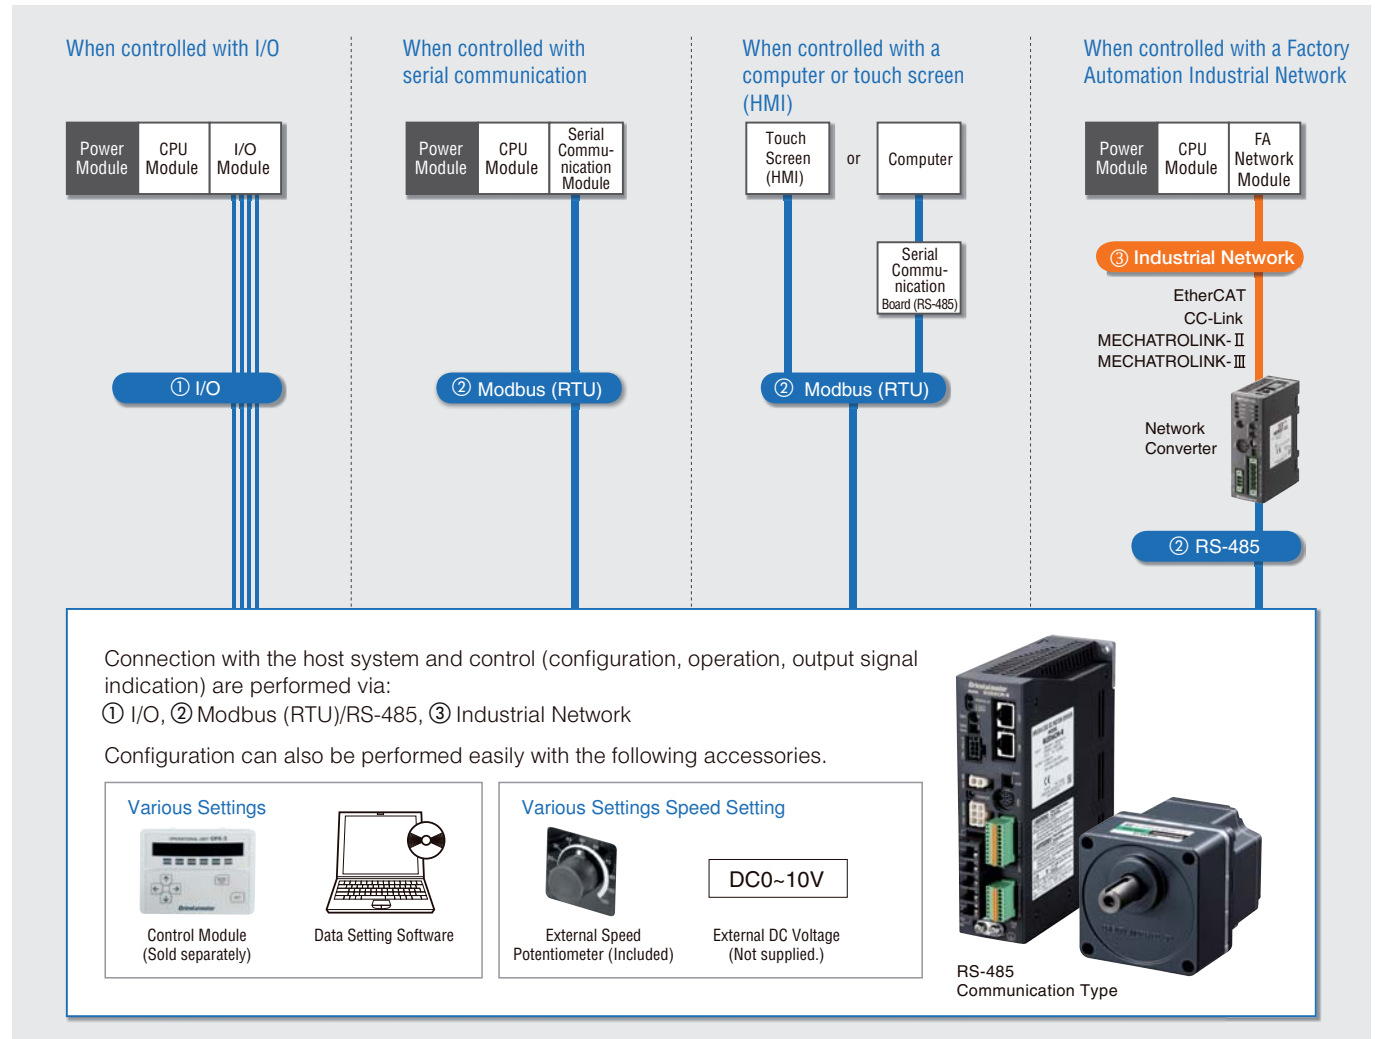 When controlled with I/O
Power
Module
CPU
Module
I/O
Module
① I/O
When controlled with
serial communication
Power
Module
CPU
Module
Serial
Commu-
nication
Module
② Modbus (RTU)
When controlled with a
computer or touch screen
(HMI)
Touch
Screen
(HMI)
or
Computer
Serial
Commu-
nication
Board (RS-485)
② Modbus (RTU)
When controlled with a Factory
Automation Industrial Network
Power
Module
CPU
Module
FA
Network
Module
③ Industrial Network
EtherCAT
CC-Link
MECHATROLINK-Ⅱ
MECHATROLINK-Ⅲ
Network
Converter
② RS-485
Connection with the host system and control (configuration, operation, output signal
indication) are performed via:
① I/O, ② Modbus (RTU)/RS-485, ③ Industrial Network
Configuration can also be performed easily with the following accessories.
Various Settings
Control Module
(Sold separately)
Data Setting Software
Various Settings Speed Setting
External Speed
Potentiometer (Included)
DC0~10V
External DC Voltage
(Not supplied.)
Orientalmotor
RS-485
Communication Type